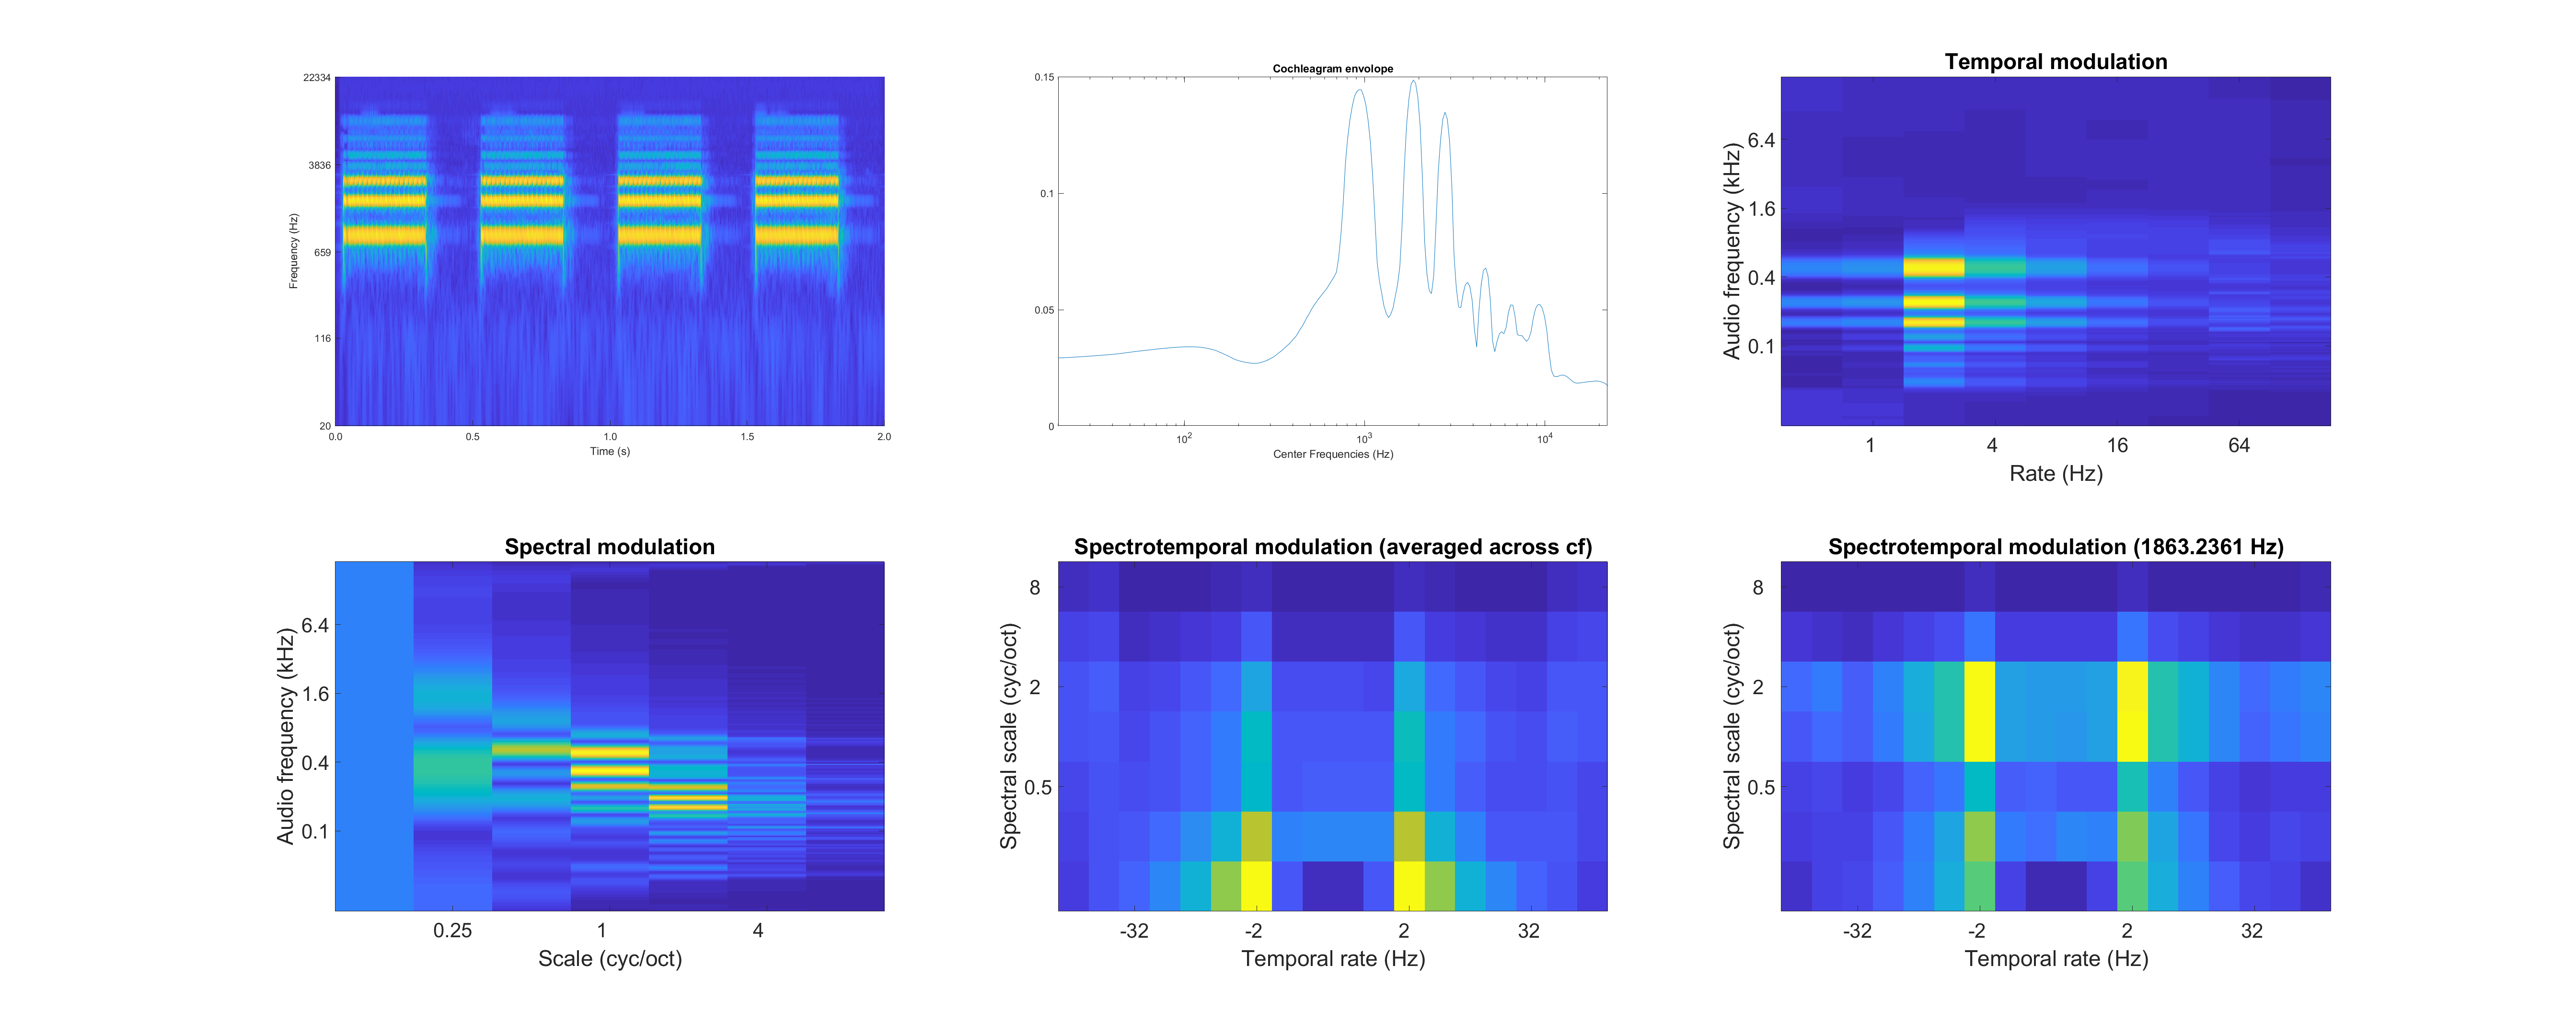 22334
3836
659
116
20
Frequency (Hz)
0.0
0.5
1.0
1.5
2.0
Time (s)
Cochleagram envolope
0.15
0.1
0.05
0
10^2
10^3
10^4
Center Frequencies (Hz)
Temporal modulation
Audio frequency (kHz)
6.4
1.6
0.4
0.1
1
4
16
64
Rate (Hz)
Spectral modulation
Audio frequency (kHz)
6.4
1.6
0.4
0.1
0.25
1
4
Scale (cyc/oct)
Spectrotemporal modulation (averaged across cf)
Spectral scale (cyc/oct)
8
2
0.5
-32
-2
2
32
Temporal rate (Hz)
Spectrotemporal modulation (1863.2361 Hz)
Spectral scale (cyc/oct)
8
2
0.5
-32
-2
2
32
Temporal rate (Hz)